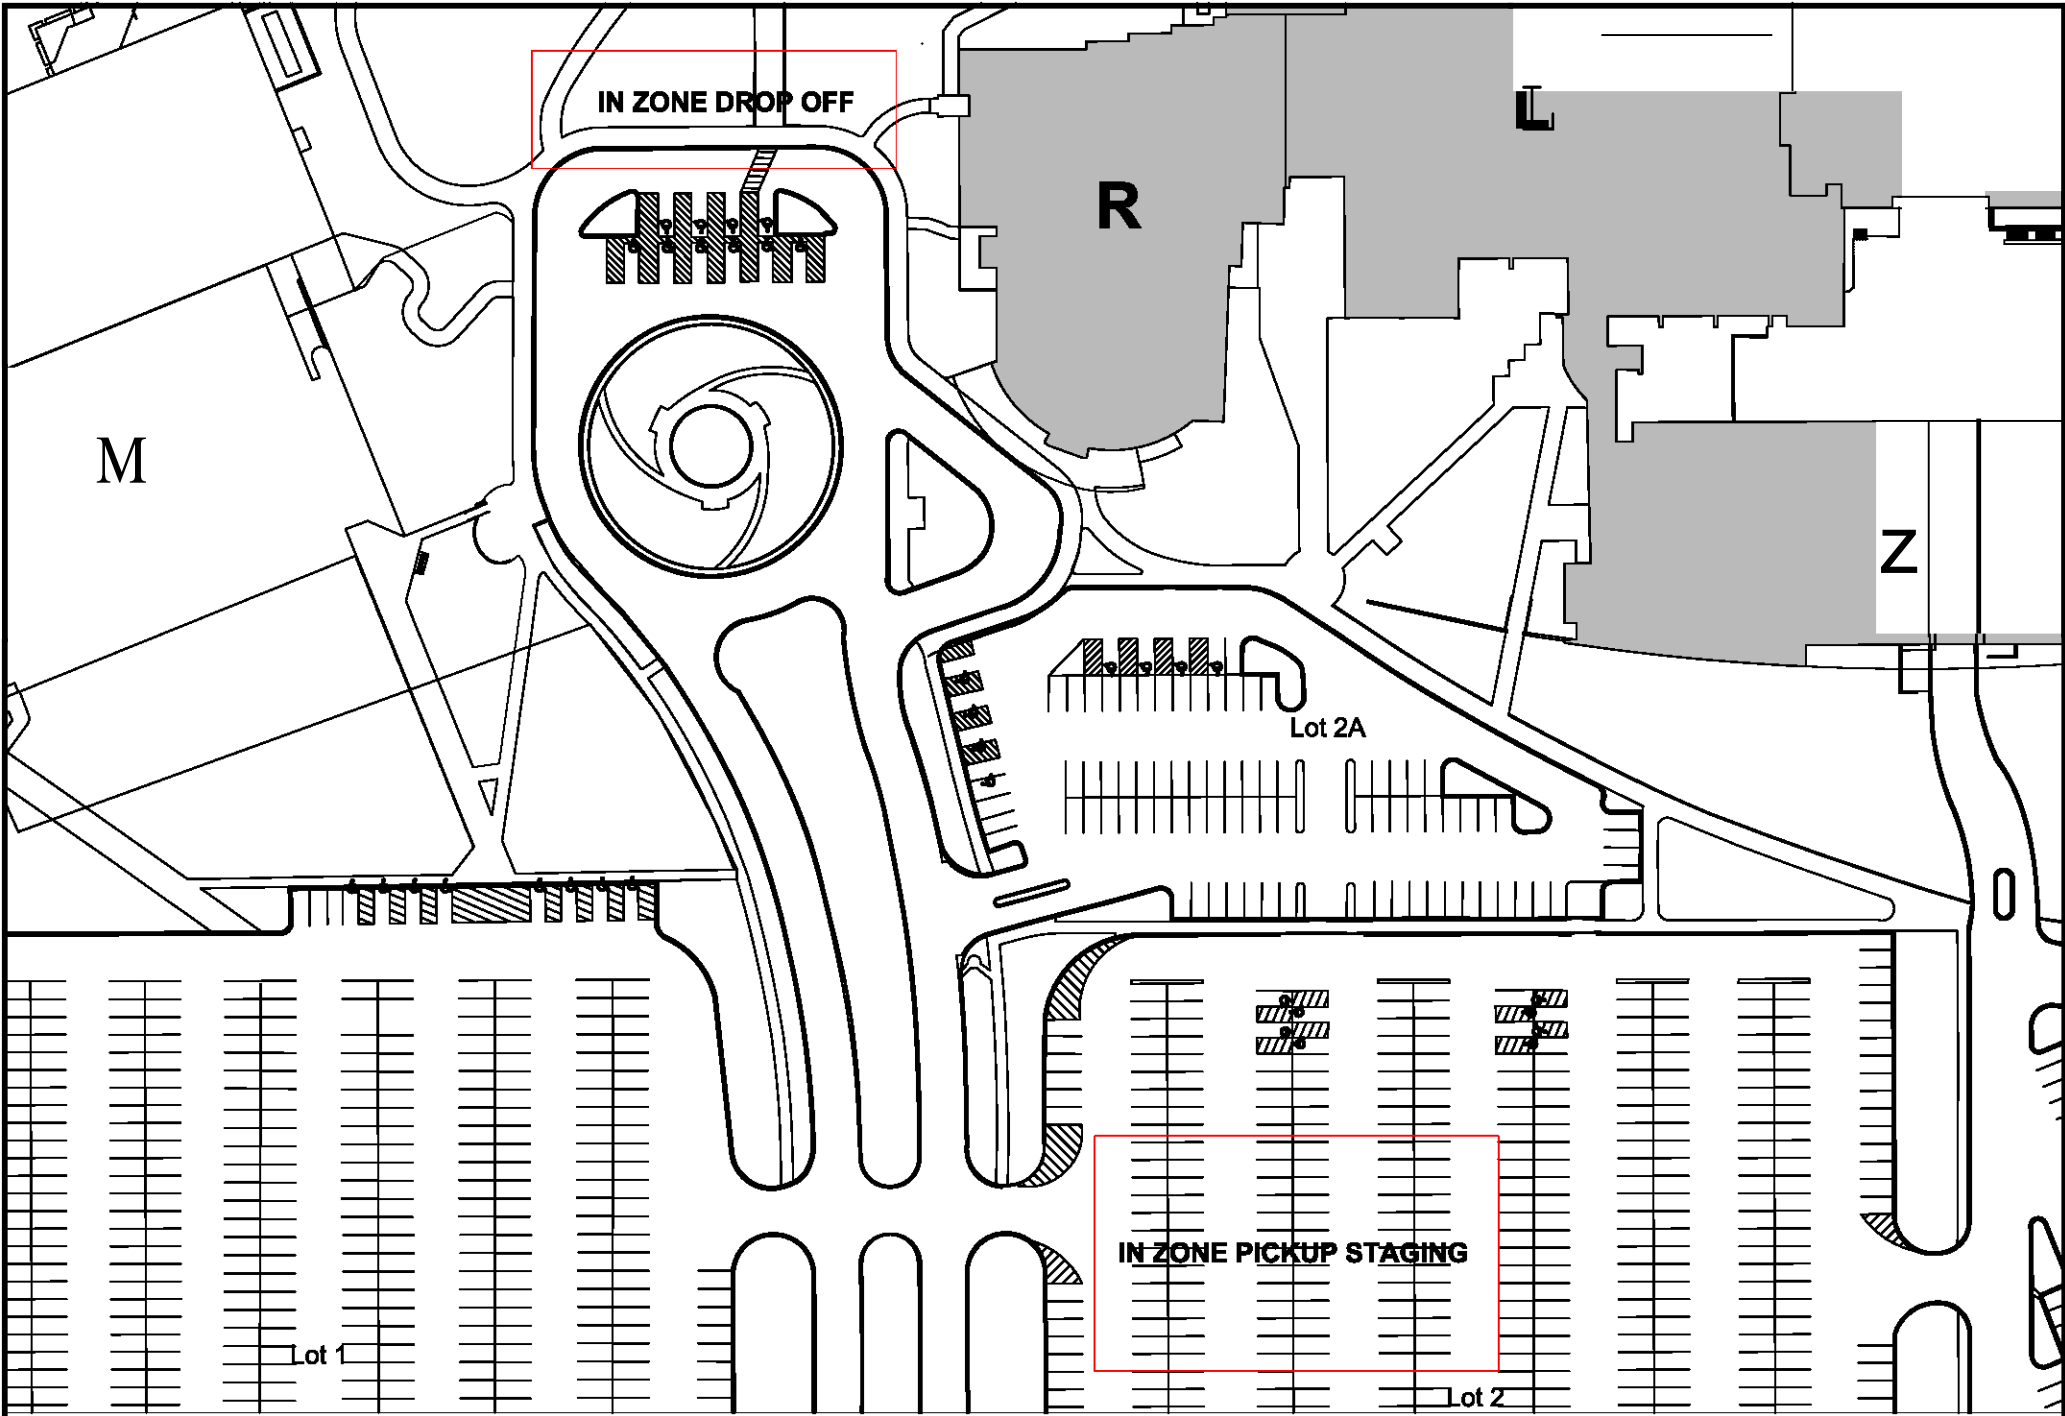 IN ZONE DROP OFF
L
R
M
Z
Lot 2A
IN ZONE PICKUP STAGING
Lot 1
Lot 2